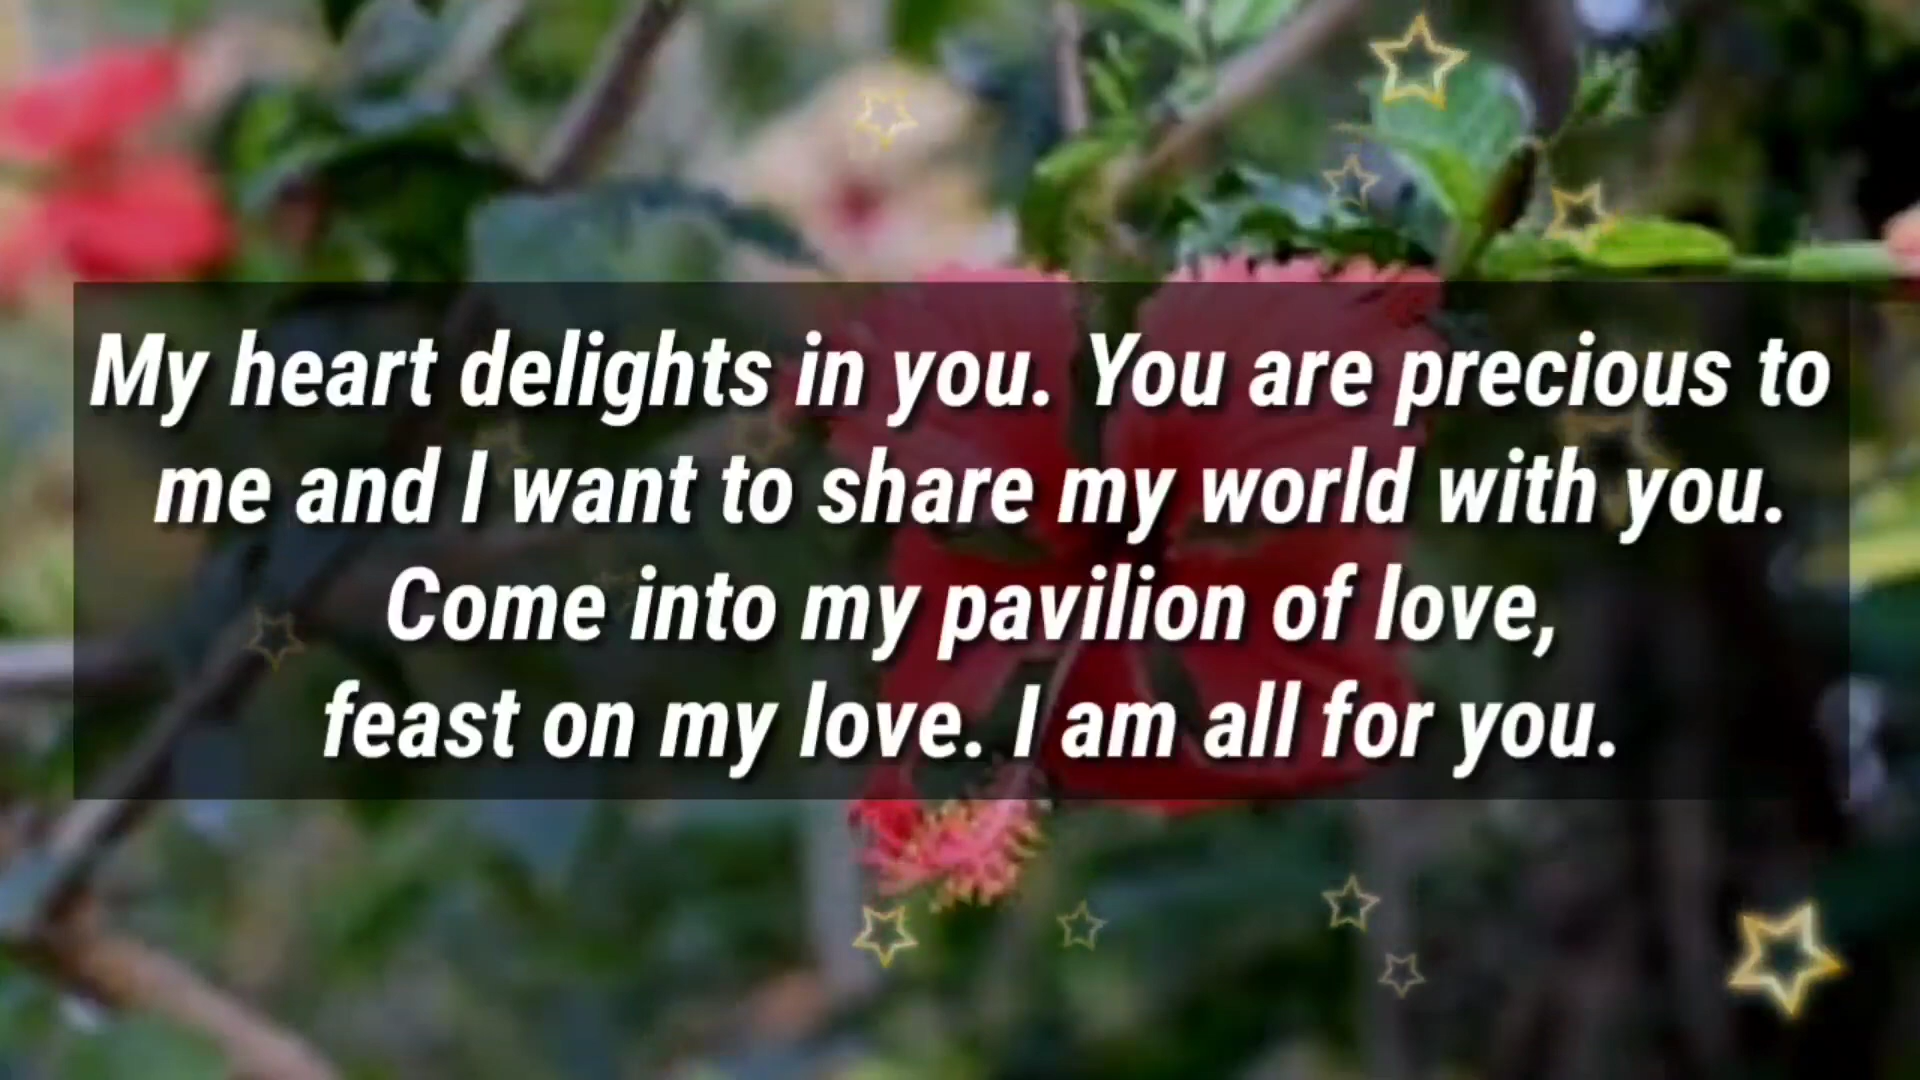 My heart delights in you. You are precious to
me and I want to share my world with you.
Come into my pavilion of love,
feast on my love. I am all for you.